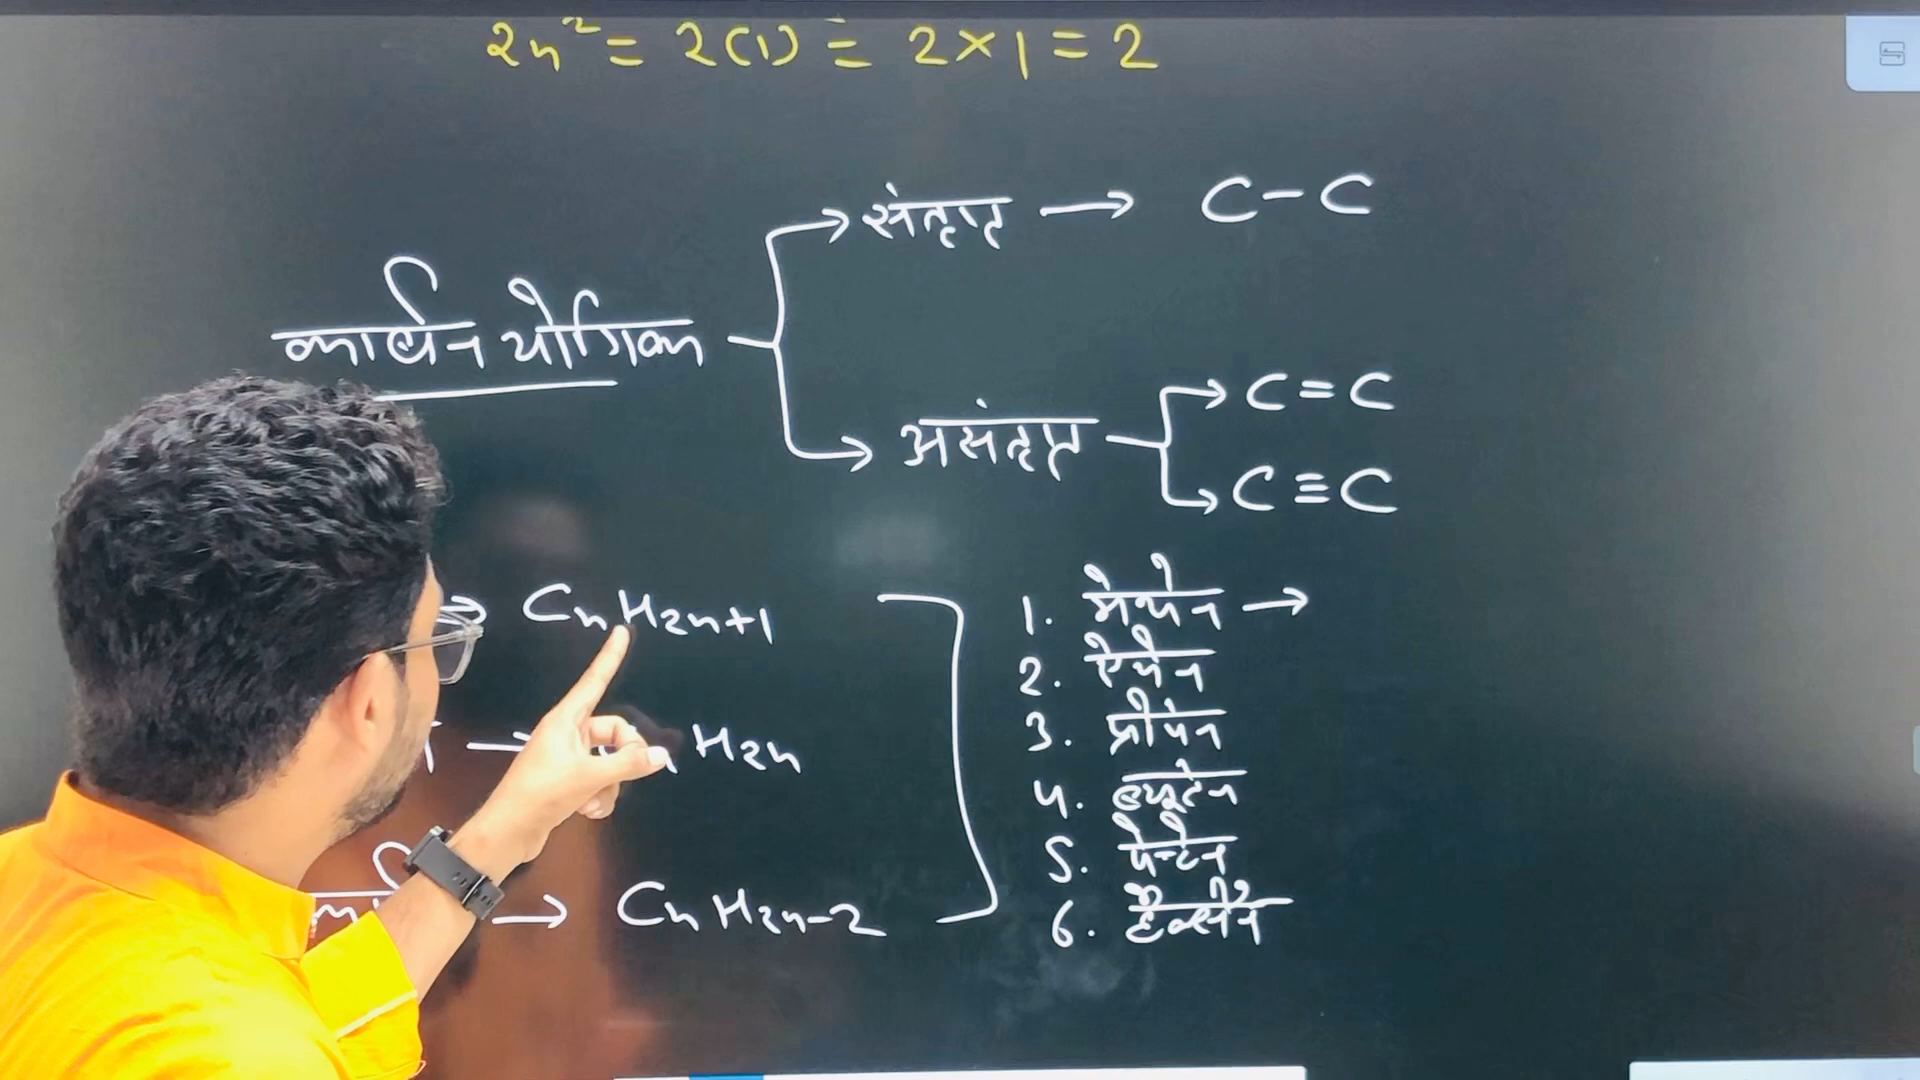 2n² = 2(1) = 2×1 = 2
संतृप्त → C-C
कार्बन यौगिक
असंतृप्त → C=C
→ C≡C
→ CnH2n+1
→ H2n
→ CnH2n-2
1. मेथेन →
2. ऐथेन
3. प्रोपेन
4. ब्यूटेन
5. पेन्टेन
6. हैक्सेन